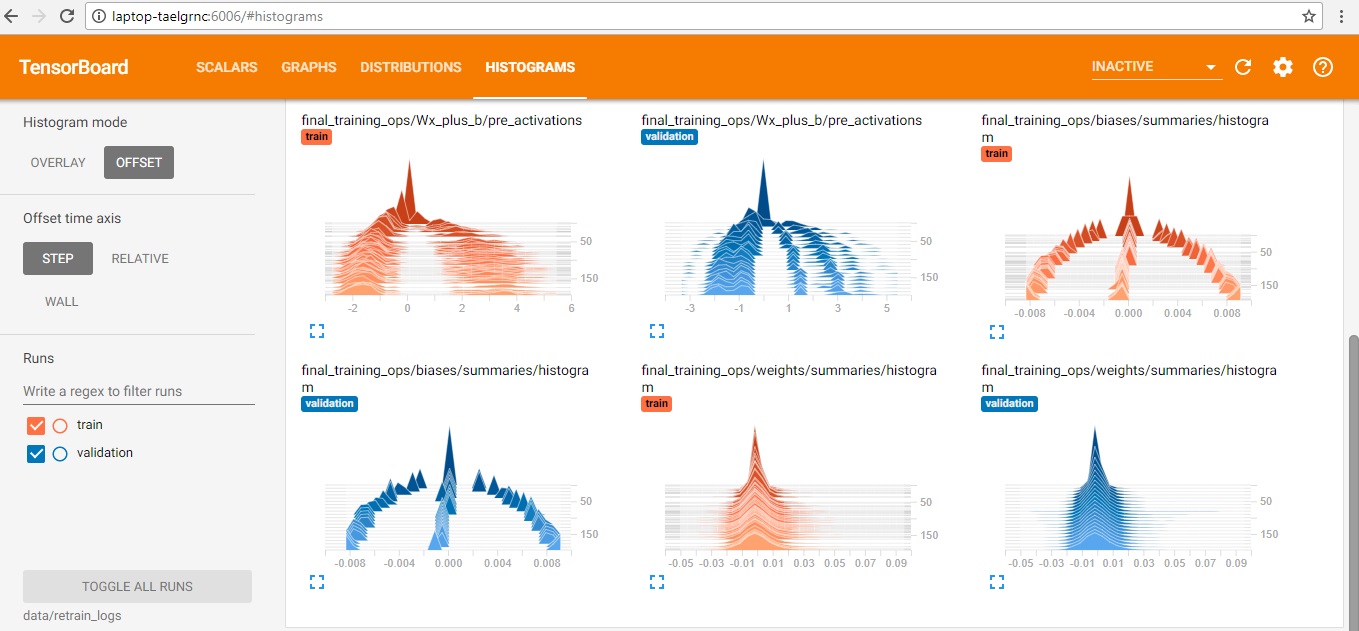 laptop-taelgrnc:6006/#histograms
TensorBoard SCALARS GRAPHS DISTRIBUTIONS HISTOGRAMS INACTIVE
Histogram mode
OVERLAY OFFSET
Offset time axis
STEP RELATIVE
WALL
Runs
Write a regex to filter runs
train
validation
TOGGLE ALL RUNS
data/retrain_logs
final_training_ops/Wx_plus_b/pre_activations
train
50
150
-2 0 2 4 6
final_training_ops/Wx_plus_b/pre_activations
validation
50
150
-3 -1 1 3 5
final_training_ops/biases/summaries/histogra
m
train
50
150
-0.008 -0.004 0.000 0.004 0.008
final_training_ops/biases/summaries/histogra
m
validation
50
150
-0.008 -0.004 0.000 0.004 0.008
final_training_ops/weights/summaries/histogra
m
train
50
150
-0.05 -0.03 -0.01 0.01 0.03 0.05 0.07 0.09
final_training_ops/weights/summaries/histogra
m
validation
50
150
-0.05 -0.03 -0.01 0.01 0.03 0.05 0.07 0.09